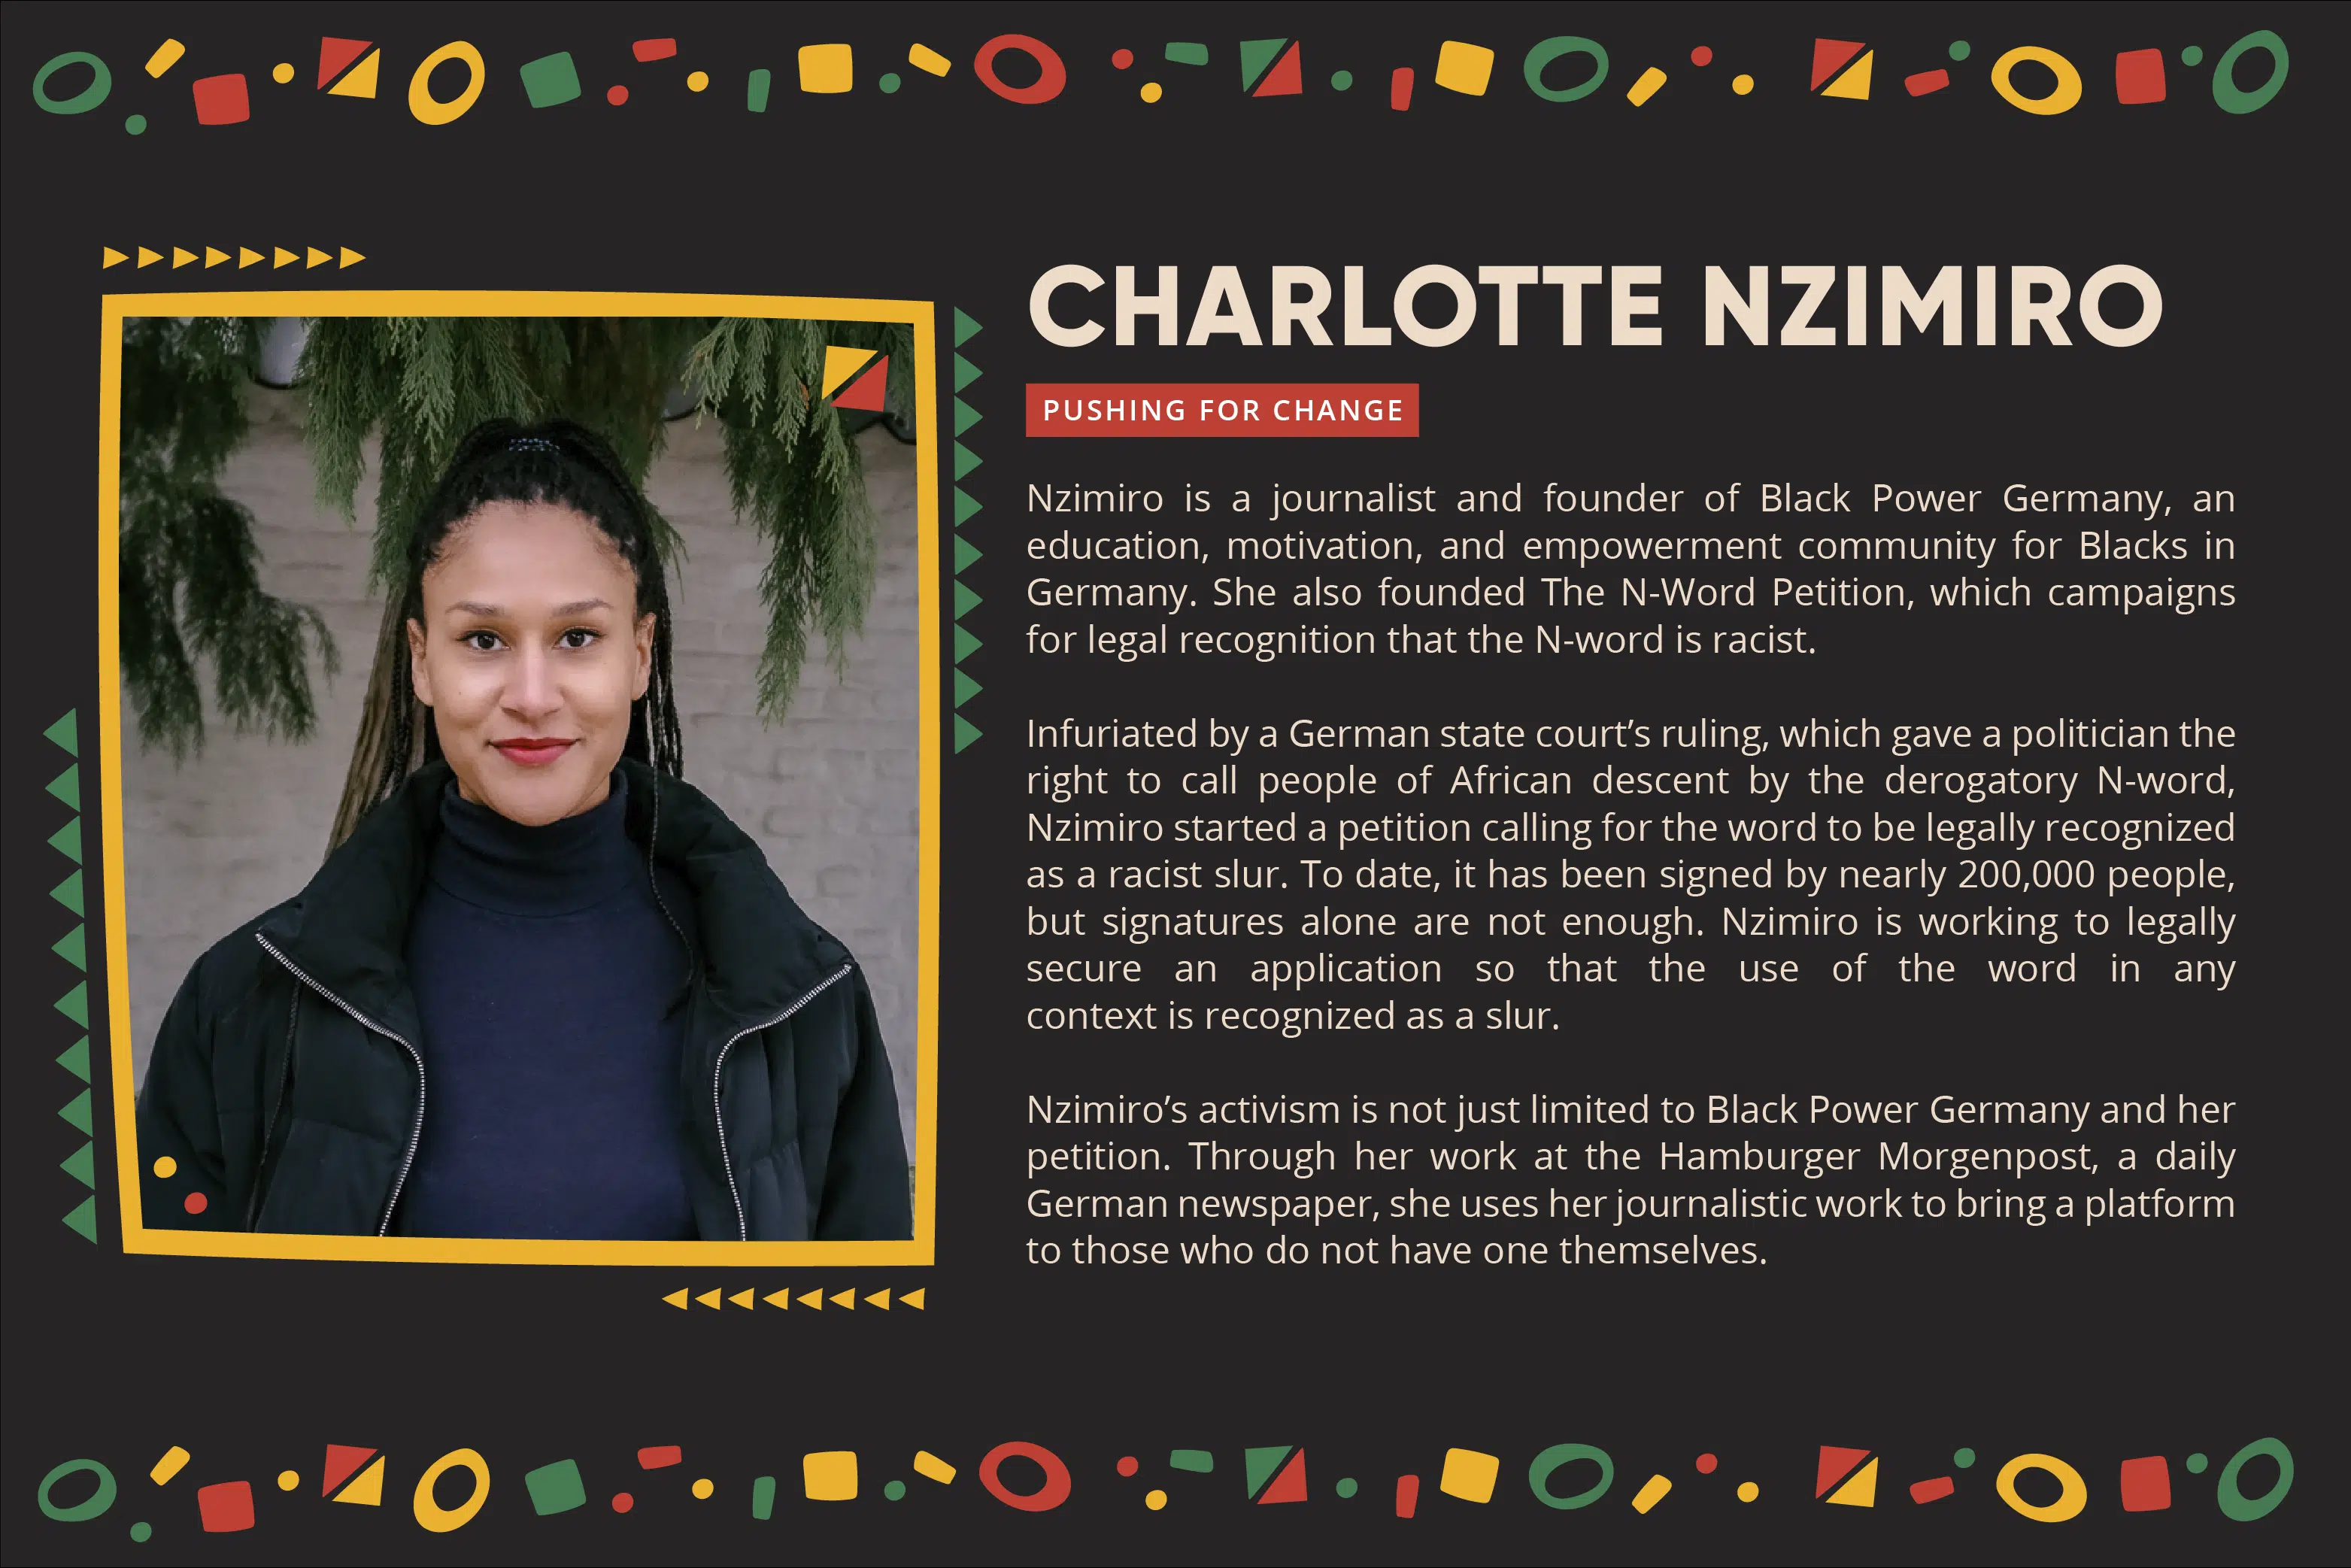 CHARLOTTE NZIMIRO
PUSHING FOR CHANGE
Nzimiro is a journalist and founder of Black Power Germany, an
education, motivation, and empowerment community for Blacks in
Germany. She also founded The N-Word Petition, which campaigns
for legal recognition that the N-word is racist.
Infuriated by a German state court’s ruling, which gave a politician the
right to call people of African descent by the derogatory N-word,
Nzimiro started a petition calling for the word to be legally recognized
as a racist slur. To date, it has been signed by nearly 200,000 people,
but signatures alone are not enough. Nzimiro is working to legally
secure an application so that the use of the word in any
context is recognized as a slur.
Nzimiro’s activism is not just limited to Black Power Germany and her
petition. Through her work at the Hamburger Morgenpost, a daily
German newspaper, she uses her journalistic work to bring a platform
to those who do not have one themselves.